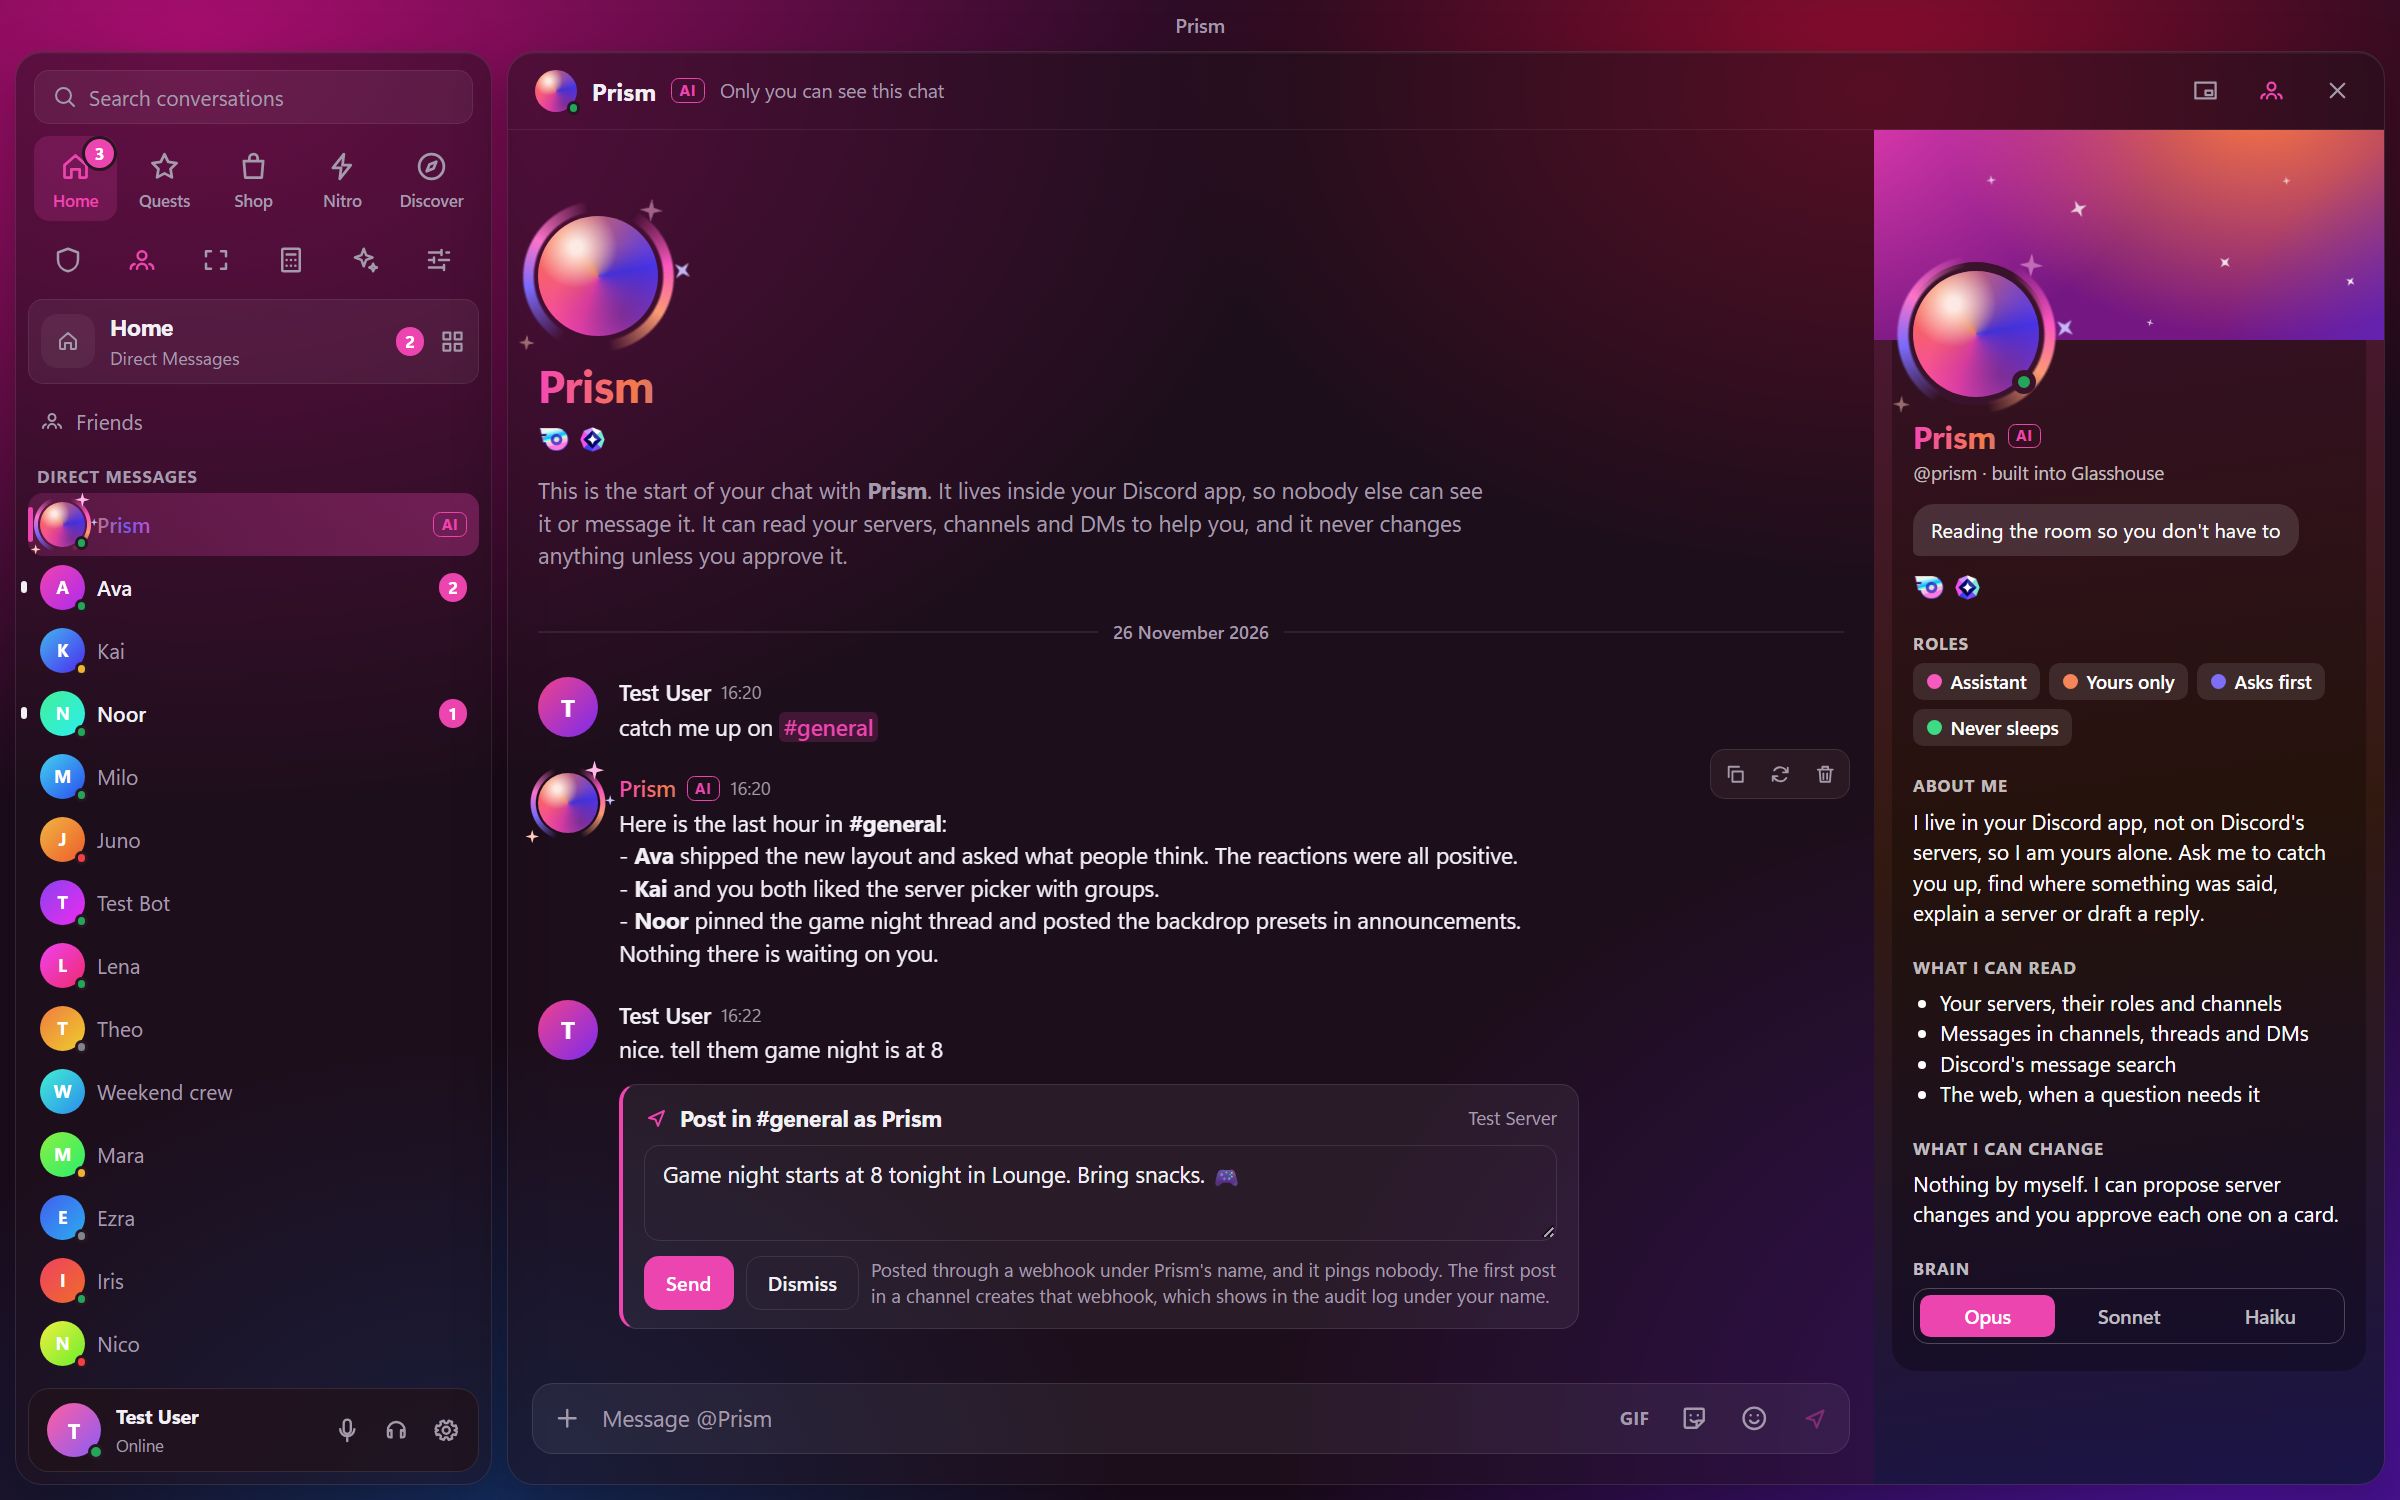 Prism
Search conversations
3
Home
Quests
Shop
Nitro
Discover
Home
Direct Messages
2
Friends
DIRECT MESSAGES
Prism
AI
A
Ava
2
K
Kai
N
Noor
1
M
Milo
J
Juno
T
Test Bot
L
Lena
T
Theo
W
Weekend crew
M
Mara
E
Ezra
I
Iris
N
Nico
T
Test User
Online
Prism
AI
Only you can see this chat
Prism
This is the start of your chat with Prism. It lives inside your Discord app, so nobody else can see
it or message it. It can read your servers, channels and DMs to help you, and it never changes
anything unless you approve it.
26 November 2026
T
Test User 16:20
catch me up on #general
Prism AI 16:20
Here is the last hour in #general:
- Ava shipped the new layout and asked what people think. The reactions were all positive.
- Kai and you both liked the server picker with groups.
- Noor pinned the game night thread and posted the backdrop presets in announcements.
Nothing there is waiting on you.
T
Test User 16:22
nice. tell them game night is at 8
Post in #general as Prism
Test Server
Game night starts at 8 tonight in Lounge. Bring snacks. 🎮
Send
Dismiss
Posted through a webhook under Prism's name, and it pings nobody. The first post
in a channel creates that webhook, which shows in the audit log under your name.
Message @Prism
GIF
Prism AI
@prism · built into Glasshouse
Reading the room so you don't have to
ROLES
Assistant
Yours only
Asks first
Never sleeps
ABOUT ME
I live in your Discord app, not on Discord's
servers, so I am yours alone. Ask me to catch
you up, find where something was said,
explain a server or draft a reply.
WHAT I CAN READ
• Your servers, their roles and channels
• Messages in channels, threads and DMs
• Discord's message search
• The web, when a question needs it
WHAT I CAN CHANGE
Nothing by myself. I can propose server
changes and you approve each one on a card.
BRAIN
Opus
Sonnet
Haiku